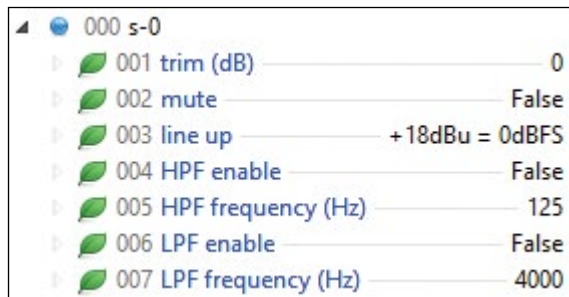 000 s-0
001 trim (dB) 0
002 mute False
003 line up +18dBu = 0dBFS
004 HPF enable False
005 HPF frequency (Hz) 125
006 LPF enable False
007 LPF frequency (Hz) 4000